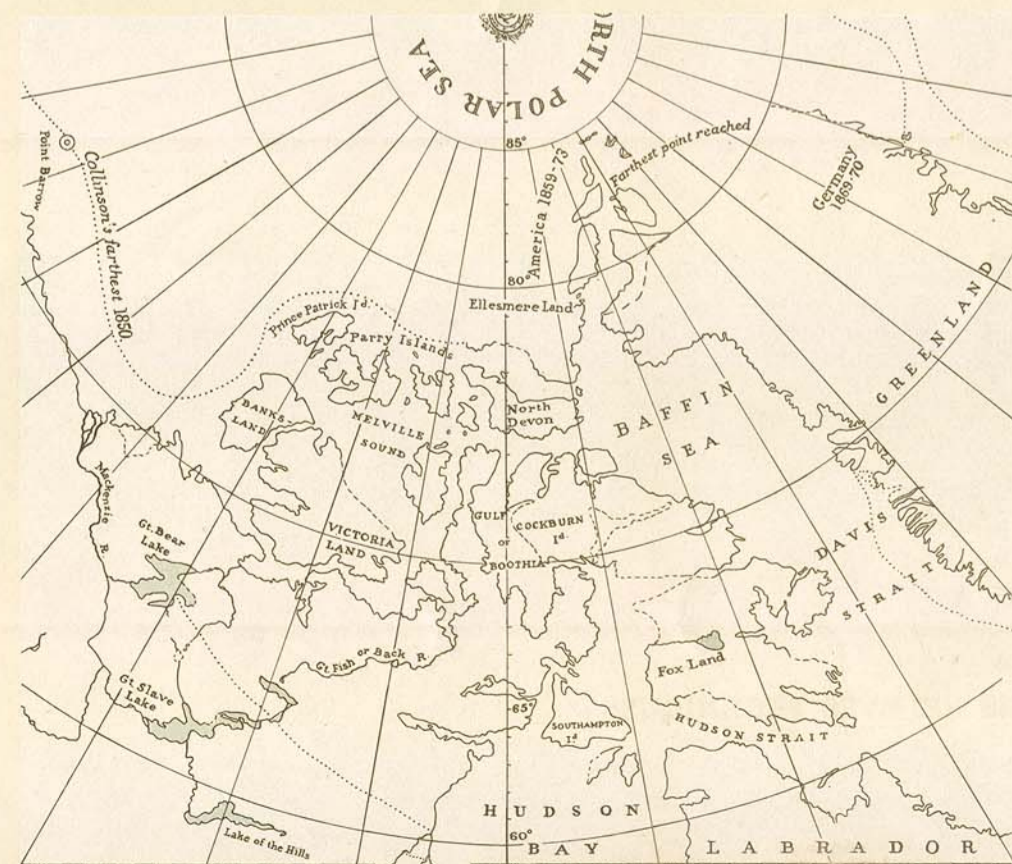 ORTH POLAR SEA
85°
Point Barrow
Collinson's farthest 1850
America 1859-73
Farthest point reached
Germany
1869-70
80°
Ellesmere Land
Prince Patrick Id.
Parry Islands
GREENLAND
BANKS
LAND
MELVILLE
SOUND
North
Devon
BAFFIN
SEA
Mackenzie R.
Gt. Bear
Lake
VICTORIA
LAND
GULF
or
BOOTHIA
COCKBURN
Id.
DAVIS
STRAIT
Gt. Fish or Back R.
Gt. Slave
Lake
Fox Land
65°
SOUTHAMPTON
Id
HUDSON STRAIT
HUDSON
BAY
60°
LABRADOR
Lake of the Hills